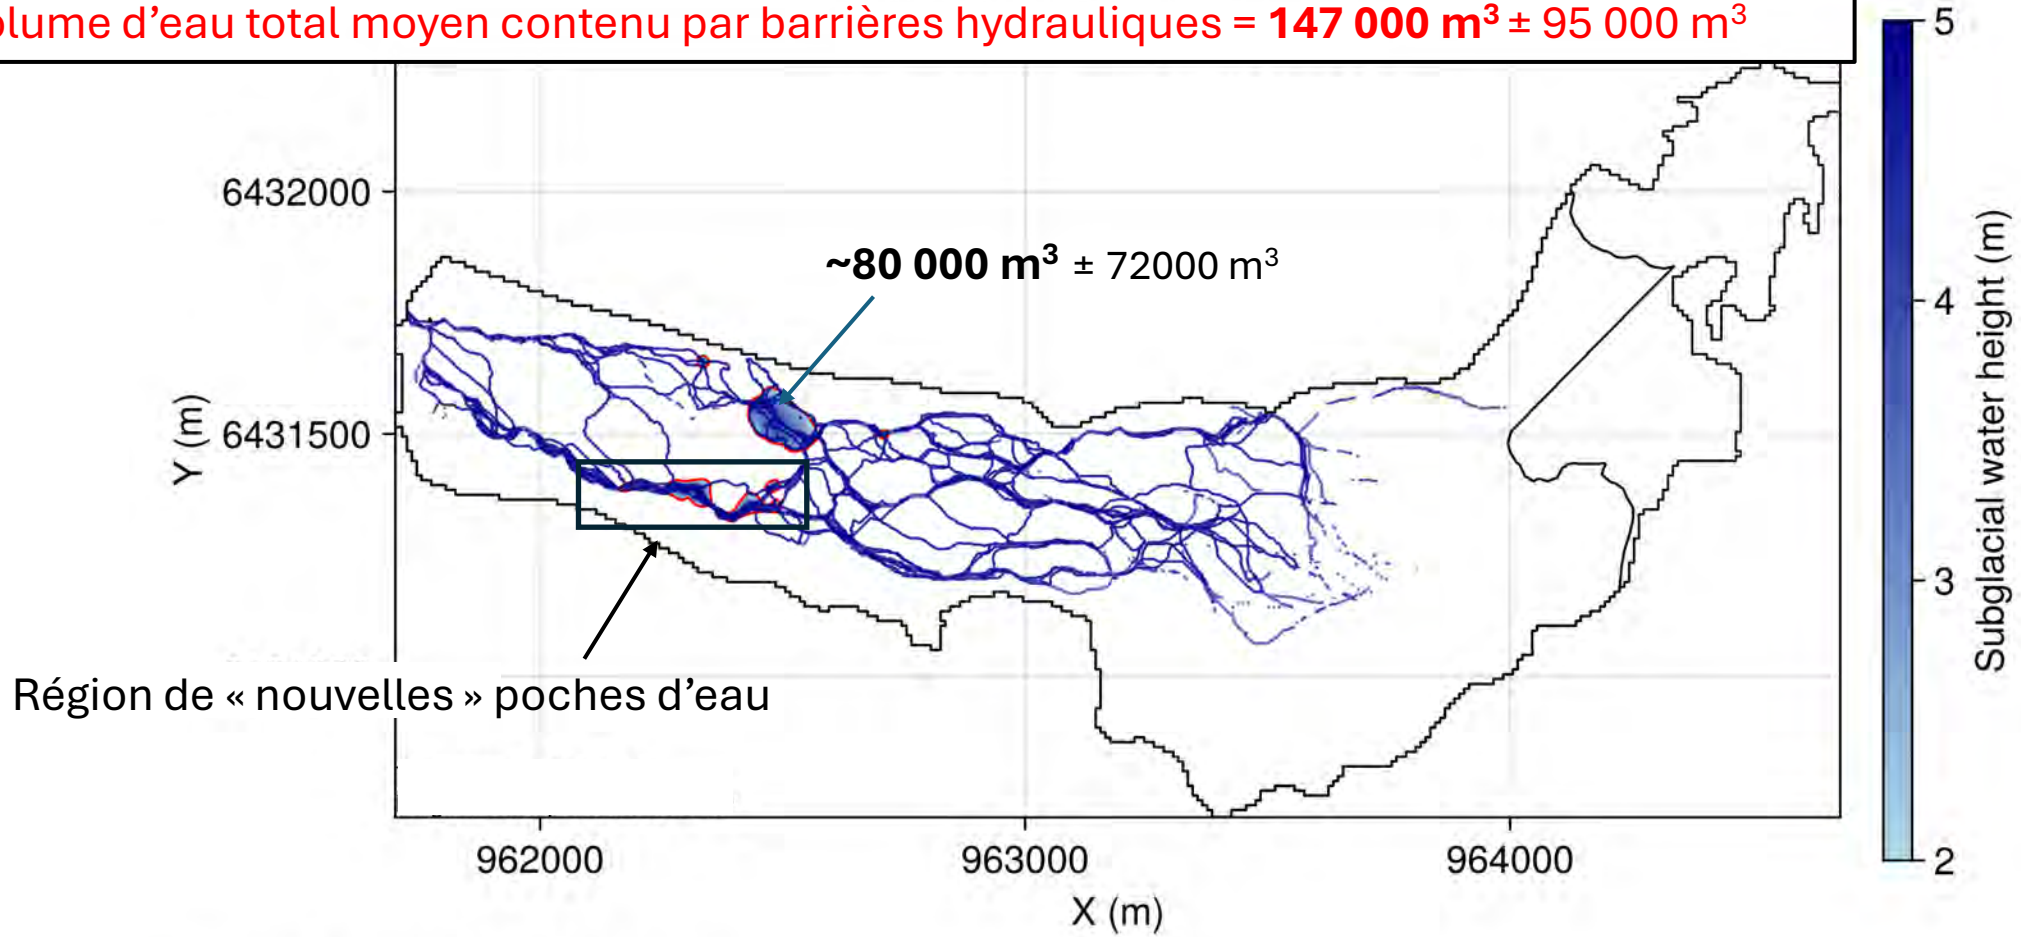 lume d'eau total moyen contenu par barrières hydrauliques = 147 000 m³ ± 95 000 m³
5
6432000
~80 000 m³ ± 72000 m³
4
Y (m)
6431500
Subglacial water height (m)
3
Région de « nouvelles » poches d'eau
2
962000
963000
964000
X (m)